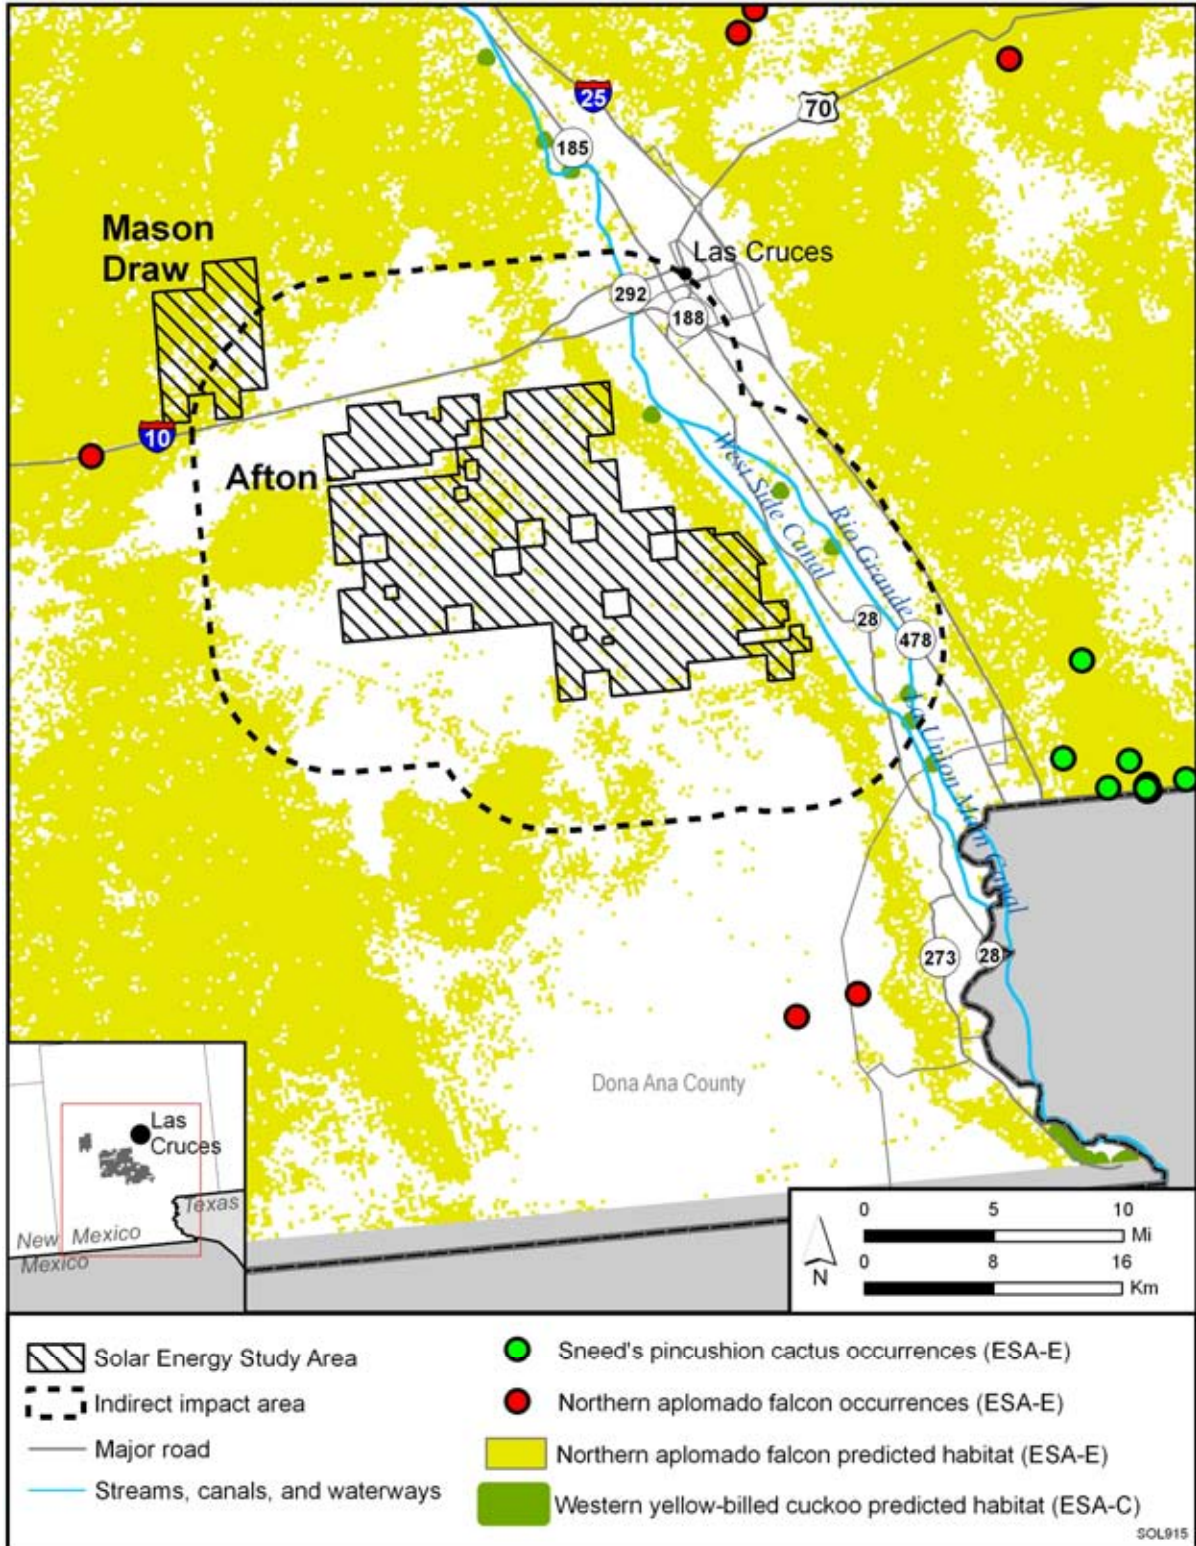 25
70
185
Mason
Draw
Las Cruces
292
188
10
Afton
West Side Canal
Rio Grande
28
478
La Union Main Canal
273
28
Dona Ana County
Las
Cruces
Texas
New Mexico
Mexico
0 5 10
Mi
N
0 8 16
Km
Solar Energy Study Area
Indirect impact area
Major road
Streams, canals, and waterways
Sneed's pincushion cactus occurrences (ESA-E)
Northern aplomado falcon occurrences (ESA-E)
Northern aplomado falcon predicted habitat (ESA-E)
Western yellow-billed cuckoo predicted habitat (ESA-C)
SOL915